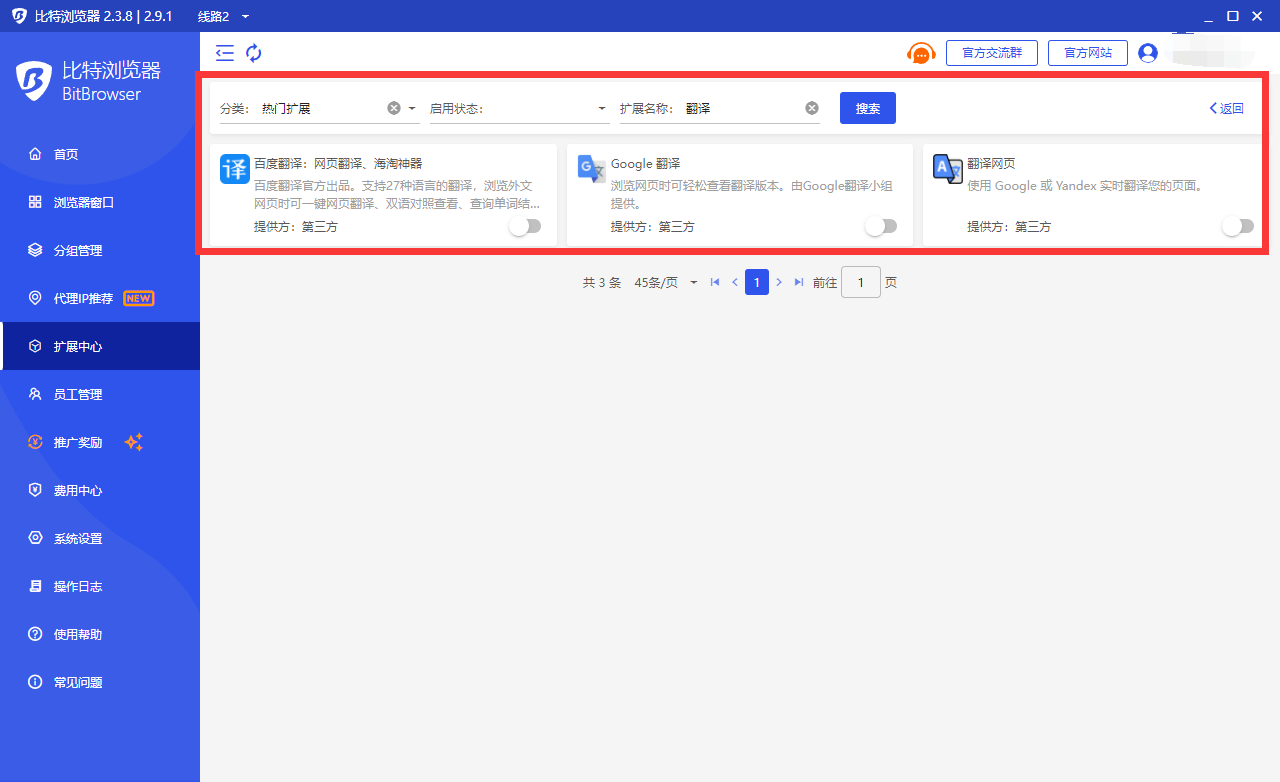 比特浏览器 2.3.8 | 2.9.1 线路2
比特浏览器
BitBrowser
首页
浏览器窗口
分组管理
代理IP推荐 NEW
扩展中心
员工管理
推广奖励
费用中心
系统设置
操作日志
使用帮助
常见问题
官方交流群 官方网站
分类： 热门扩展 启用状态： 扩展名称： 翻译 搜索 返回
译 百度翻译：网页翻译、海淘神器
百度翻译官方出品。支持27种语言的翻译，浏览外文
网页时可一键网页翻译、双语对照查看、查询单词结...
提供方：第三方
Google 翻译
浏览网页时可轻松查看翻译版本。由Google翻译小组
提供。
提供方：第三方
翻译网页
使用 Google 或 Yandex 实时翻译您的页面。
提供方：第三方
共 3 条 45条/页 1 前往 1 页